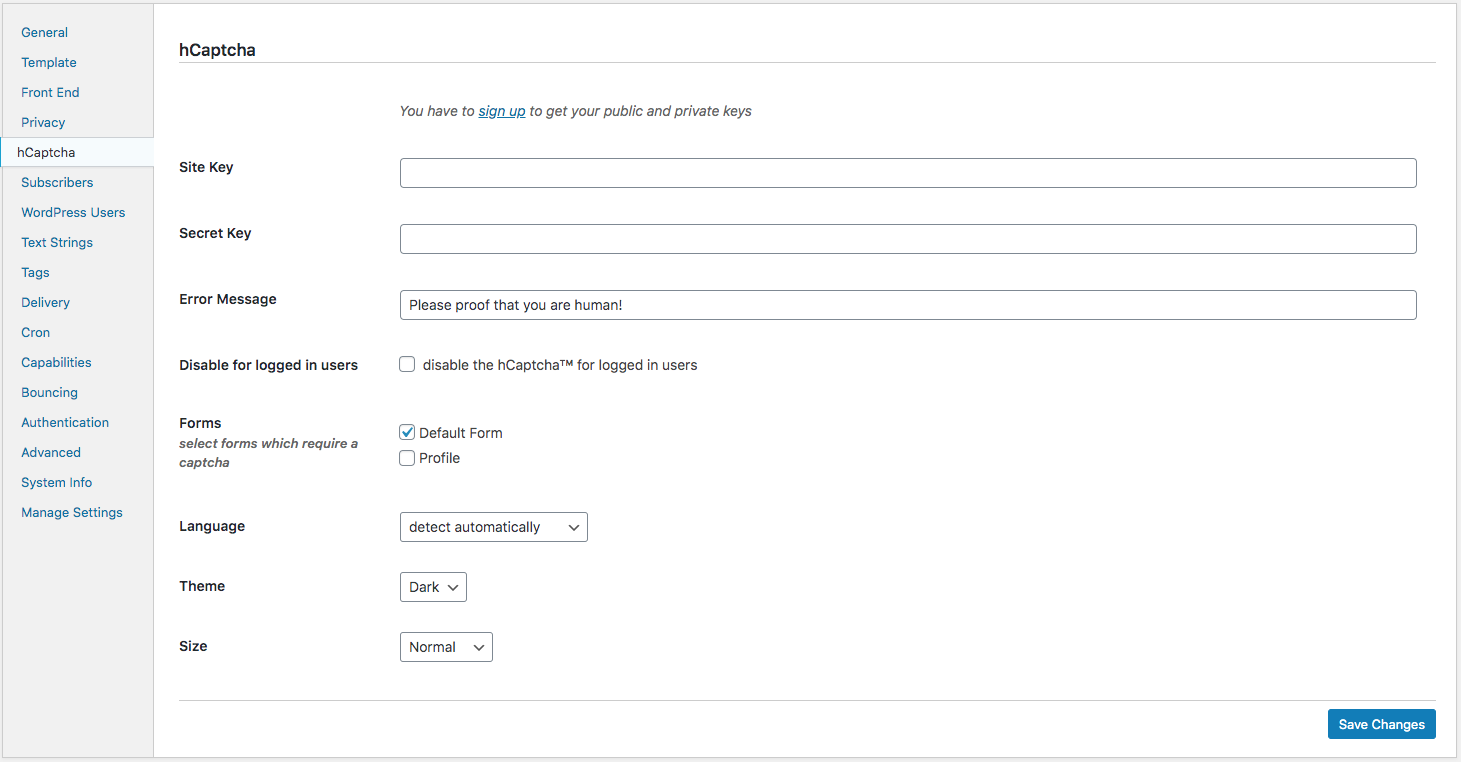 General
Template
Front End
Privacy
hCaptcha
Subscribers
WordPress Users
Text Strings
Tags
Delivery
Cron
Capabilities
Bouncing
Authentication
Advanced
System Info
Manage Settings
hCaptcha
You have to sign up to get your public and private keys
Site Key
Secret Key
Error Message
Please proof that you are human!
Disable for logged in users
disable the hCaptcha™ for logged in users
Forms
select forms which require a
captcha
Default Form
Profile
Language
detect automatically
Theme
Dark
Size
Normal
Save Changes